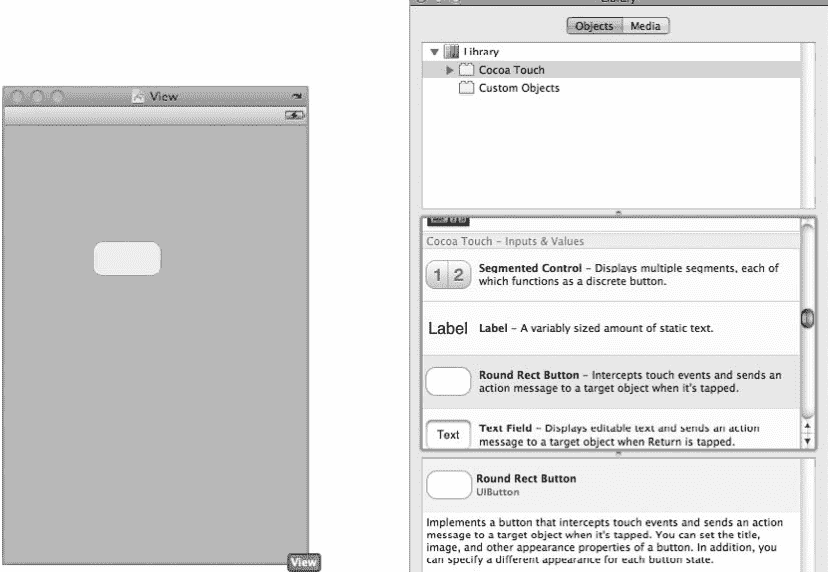 Library
Objects Media
Library
Cocoa Touch
Custom Objects
View
Cocoa Touch – Inputs & Values
1 2
Segmented Control – Displays multiple segments, each of
which functions as a discrete button.
Label
Label – A variably sized amount of static text.
Round Rect Button – Intercepts touch events and sends an
action message to a target object when it's tapped.
Text
Text Field – Displays editable text and sends an action
message to a target object when Return is tapped.
Round Rect Button
UIButton
Implements a button that intercepts touch events and sends an action
message to a target object when it's tapped. You can set the title,
image, and other appearance properties of a button. In addition, you
can specify a different appearance for each button state.
View